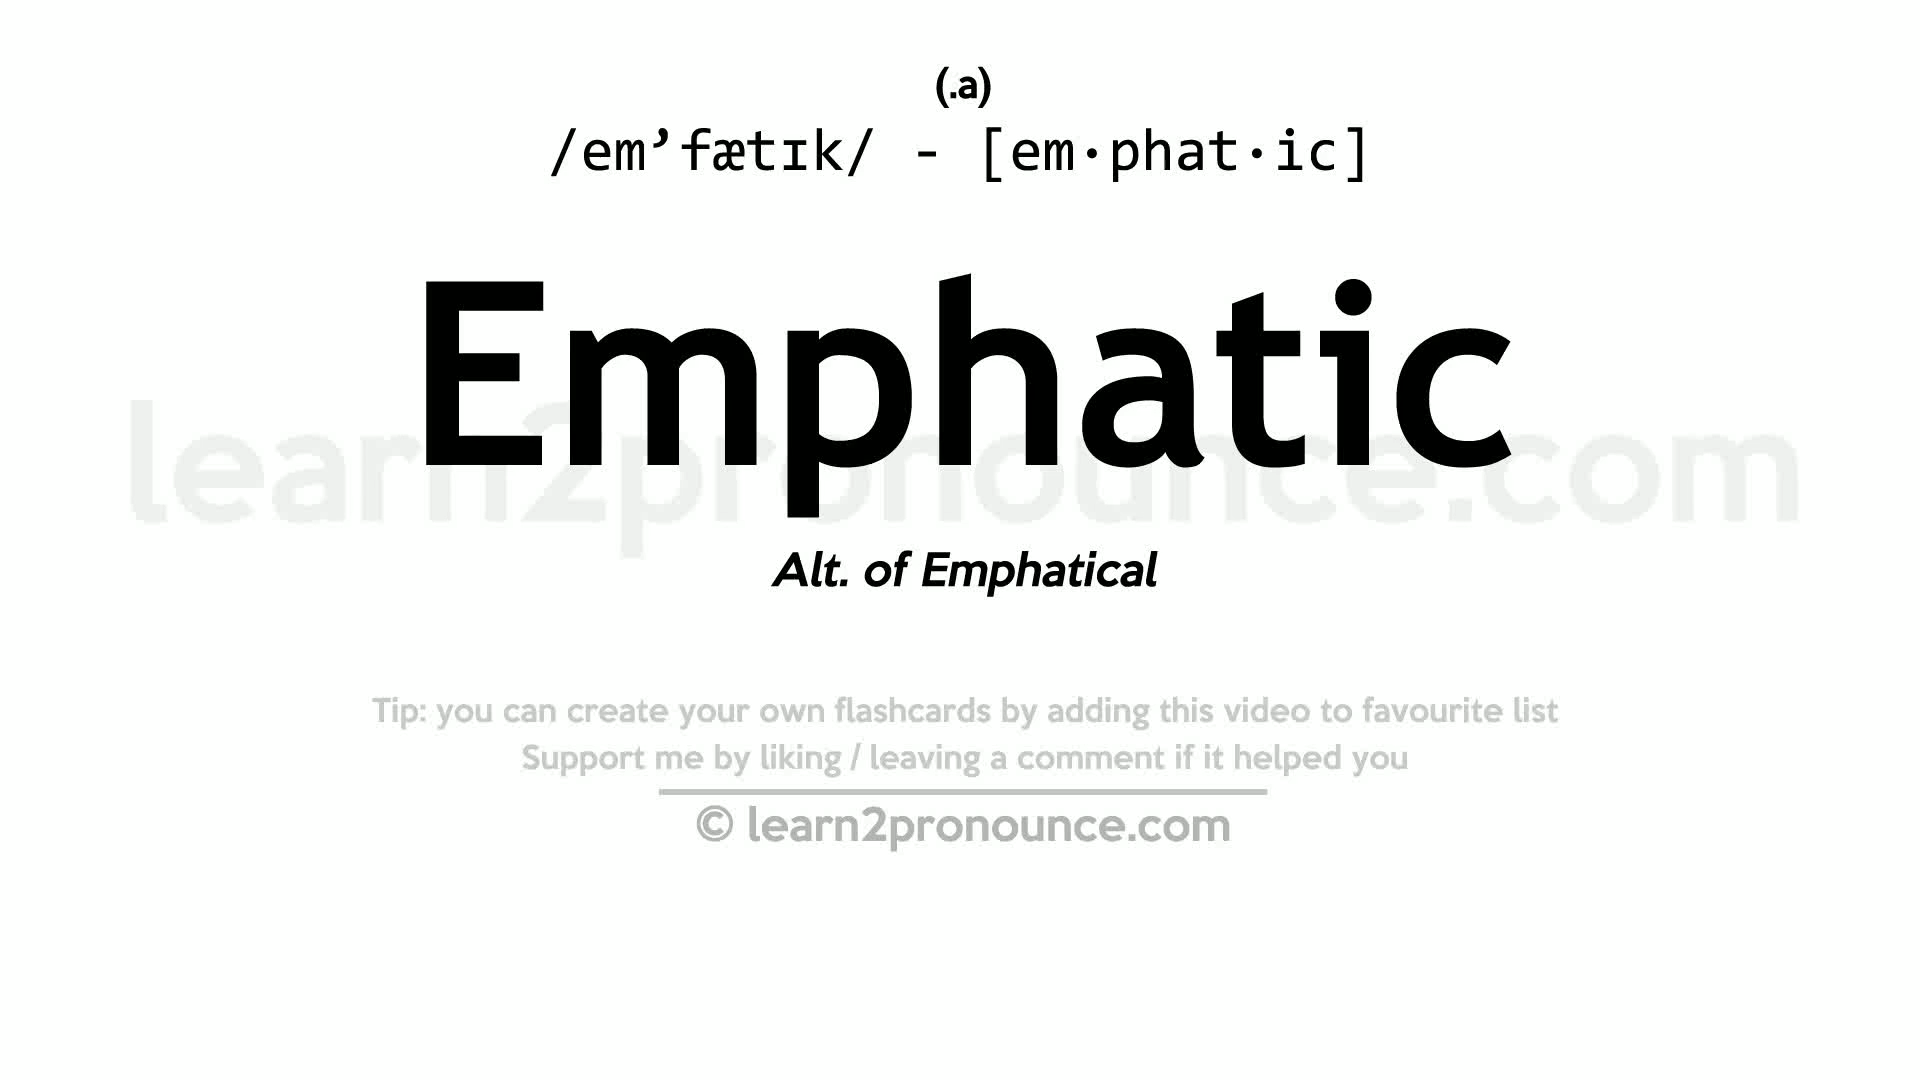 (.a)
/em’fætɪk/ - [em·phat·ic]
Emphatic
learn2pronounce.com
Alt. of Emphatical
Tip: you can create your own flashcards by adding this video to favourite list
Support me by liking / leaving a comment if it helped you
© learn2pronounce.com